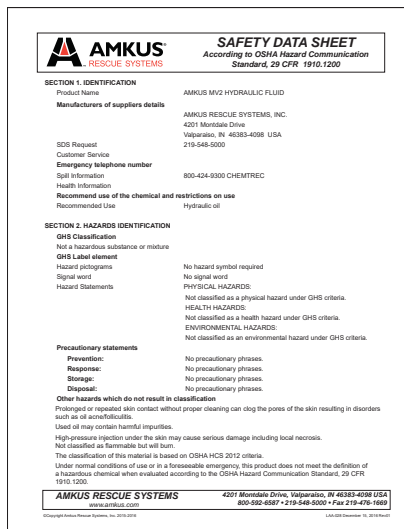 AMKUS®
RESCUE SYSTEMS
SAFETY DATA SHEET
According to OSHA Hazard Communication
Standard, 29 CFR 1910.1200
SECTION 1. IDENTIFICATION
Product Name AMKUS MV2 HYDRAULIC FLUID
Manufacturers of suppliers details
AMKUS RESCUE SYSTEMS, INC.
4201 Montdale Drive
Valparaiso, IN 46383-4098 USA
SDS Request 219-548-5000
Customer Service
Emergency telephone number
Spill Information 800-424-9300 CHEMTREC
Health Information
Recommend use of the chemical and restrictions on use
Recommended Use Hydraulic oil
SECTION 2. HAZARDS IDENTIFICATION
GHS Classification
Not a hazardous substance or mixture
GHS Label element
Hazard pictograms No hazard symbol required
Signal word No signal word
Hazard Statements PHYSICAL HAZARDS:
Not classified as a physical hazard under GHS criteria.
HEALTH HAZARDS:
Not classified as a health hazard under GHS criteria.
ENVIRONMENTAL HAZARDS:
Not classified as an environmental hazard under GHS criteria.
Precautionary statements
Prevention: No precautionary phrases.
Response: No precautionary phrases.
Storage: No precautionary phrases.
Disposal: No precautionary phrases.
Other hazards which do not result in classification
Prolonged or repeated skin contact without proper cleaning can clog the pores of the skin resulting in disorders
such as oil acne/folliculitis.
Used oil may contain harmful impurities.
High-pressure injection under the skin may cause serious damage including local necrosis.
Not classified as flammable but will burn.
The classification of this material is based on OSHA HCS 2012 criteria.
Under normal conditions of use or in a foreseeable emergency, this product does not meet the definition of
a hazardous chemical when evaluated according to the OSHA Hazard Communication Standard, 29 CFR
1910.1200.
AMKUS RESCUE SYSTEMS
www.amkus.com
4201 Montdale Drive, Valparaiso, IN 46383-4098 USA
800-592-6587 • 219-548-5000 • Fax 219-476-1669
©Copyright Amkus Rescue Systems, Inc. 2015-2016